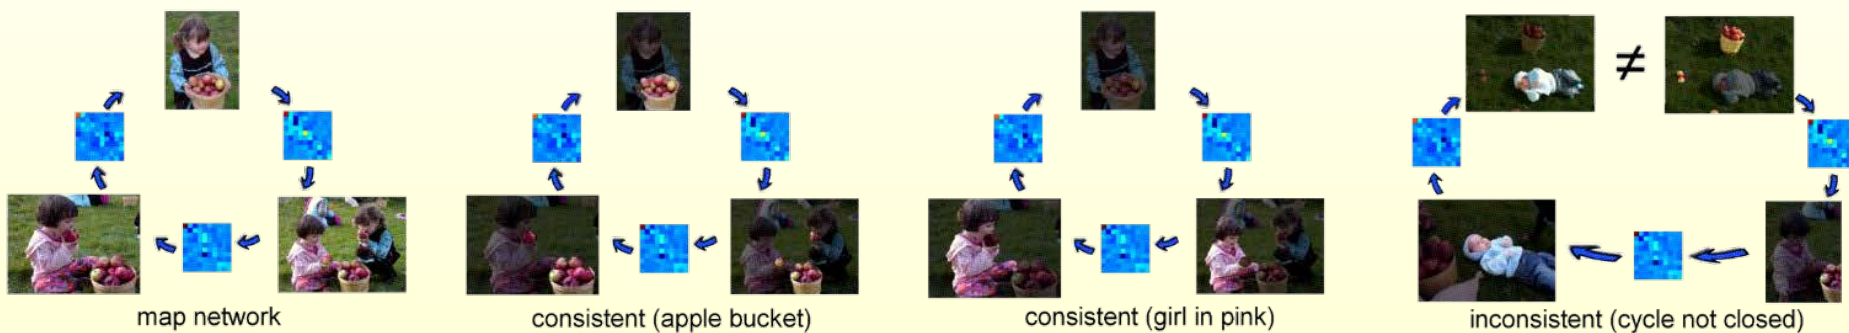 ≠
map network
consistent (apple bucket)
consistent (girl in pink)
inconsistent (cycle not closed)